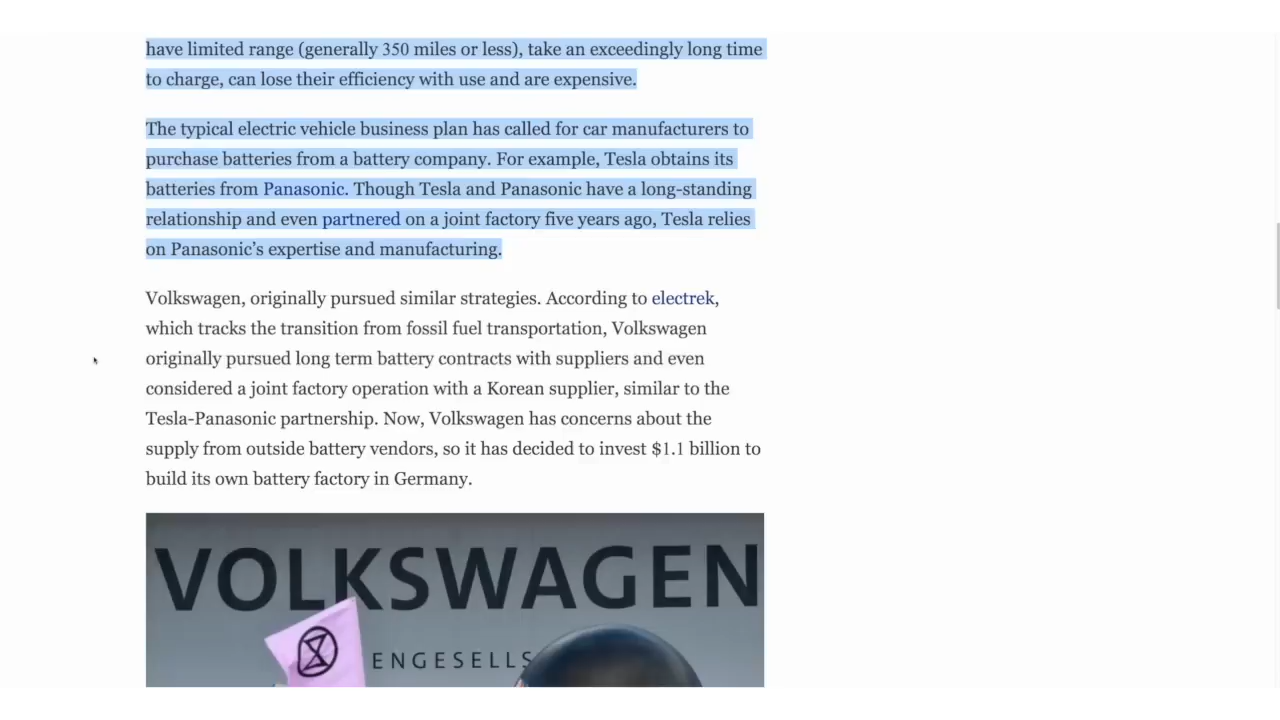 have limited range (generally 350 miles or less), take an exceedingly long time
to charge, can lose their efficiency with use and are expensive.
The typical electric vehicle business plan has called for car manufacturers to
purchase batteries from a battery company. For example, Tesla obtains its
batteries from Panasonic. Though Tesla and Panasonic have a long-standing
relationship and even partnered on a joint factory five years ago, Tesla relies
on Panasonic’s expertise and manufacturing.
Volkswagen, originally pursued similar strategies. According to electrek,
which tracks the transition from fossil fuel transportation, Volkswagen
originally pursued long term battery contracts with suppliers and even
considered a joint factory operation with a Korean supplier, similar to the
Tesla-Panasonic partnership. Now, Volkswagen has concerns about the
supply from outside battery vendors, so it has decided to invest $1.1 billion to
build its own battery factory in Germany.
VOLKSWAGEN
ENGESELLS